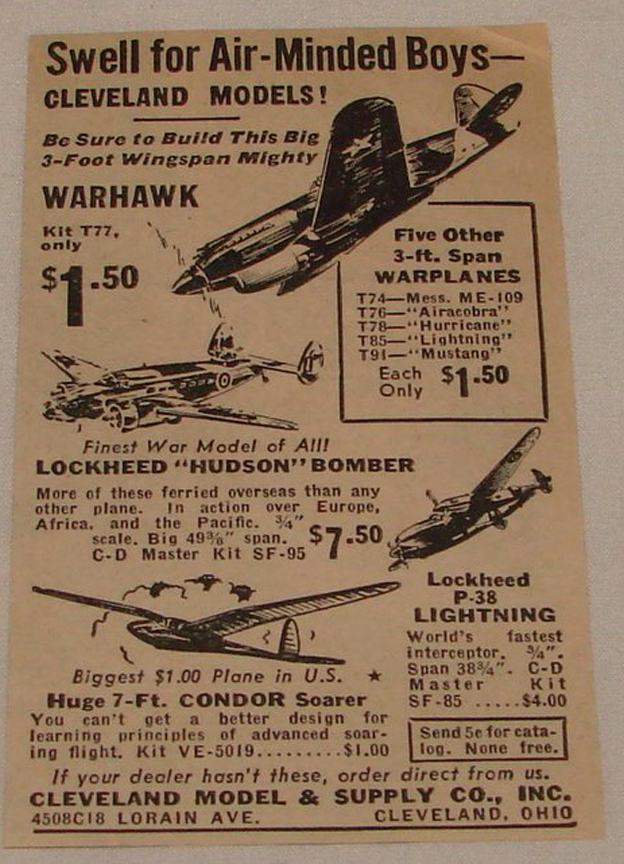 Swell for Air-Minded Boys—
CLEVELAND MODELS!
Be Sure to Build This Big
3-Foot Wingspan Mighty
WARHAWK
Kit T77,
only
$1.50
Five Other
3-ft. Span
WARPLANES
T74—Mess. ME-109
T76—"Airacobra"
T78—"Hurricane"
T85—"Lightning"
T91—"Mustang"
Each
Only $1.50
Finest War Model of All!
LOCKHEED "HUDSON" BOMBER
More of these ferried overseas than any
other plane. In action over Europe,
Africa, and the Pacific. ¾"
scale. Big 49⅜" span.
C-D Master Kit SF-95
$7.50
Lockheed
P-38
LIGHTNING
World's fastest
interceptor. ¾".
Span 38¾". C-D
Master Kit
SF-85 .....$4.00
Biggest $1.00 Plane in U.S. ★
Huge 7-Ft. CONDOR Soarer
You can't get a better design for
learning principles of advanced soar-
ing flight. Kit VE-5019.........$1.00
Send 5c for cata-
log. None free.
If your dealer hasn't these, order direct from us.
CLEVELAND MODEL & SUPPLY CO., INC.
4508C18 LORAIN AVE. CLEVELAND, OHIO